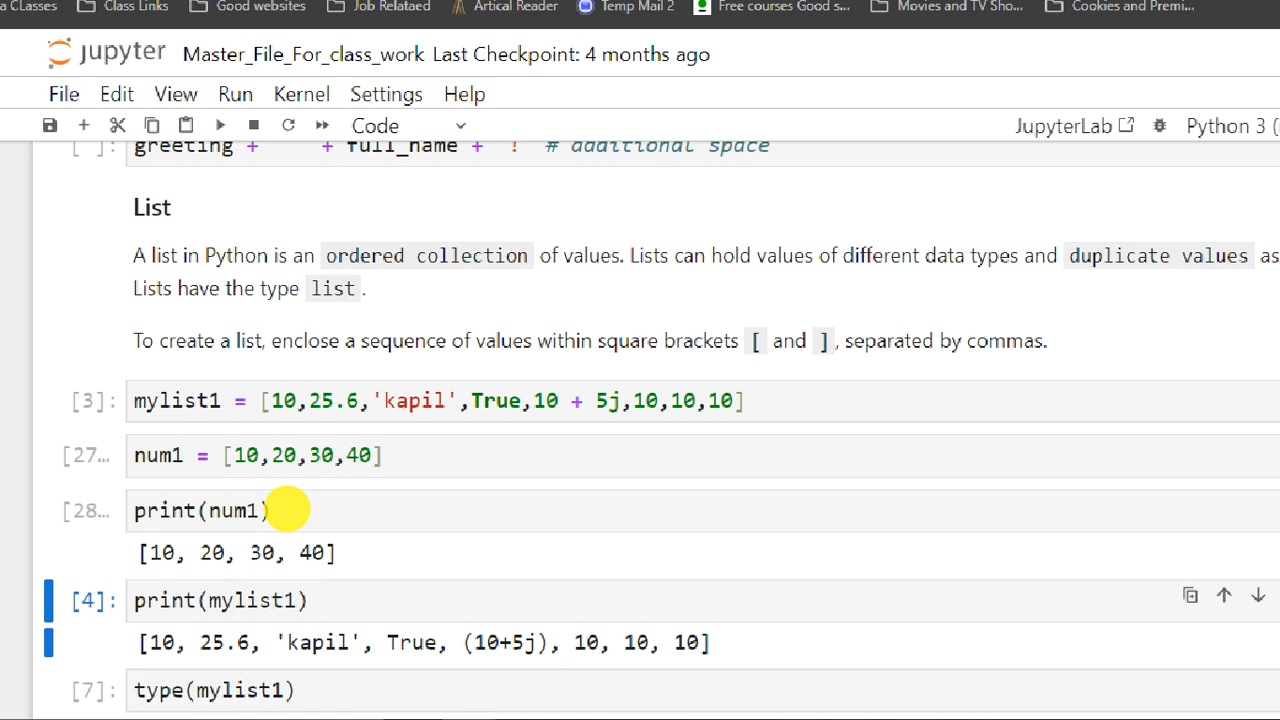 a CLasses Class Links Good websites Job Relataed Artical Reader Temp Mail 2 Free courses Good s... Movies and TV Sho... Cookies and Premi...
jupyter Master_File_For_class_work Last Checkpoint: 4 months ago
File Edit View Run Kernel Settings Help
Code JupyterLab Python 3 (
[ ]: greeting + + full_name + ! # additional space
List
A list in Python is an ordered collection of values. Lists can hold values of different data types and duplicate values as
Lists have the type list.
To create a list, enclose a sequence of values within square brackets [ and ], separated by commas.
[3]: mylist1 = [10,25.6,'kapil',True,10 + 5j,10,10,10]
[27... num1 = [10,20,30,40]
[28... print(num1)
[10, 20, 30, 40]
[4]: print(mylist1)
[10, 25.6, 'kapil', True, (10+5j), 10, 10, 10]
[7]: type(mylist1)